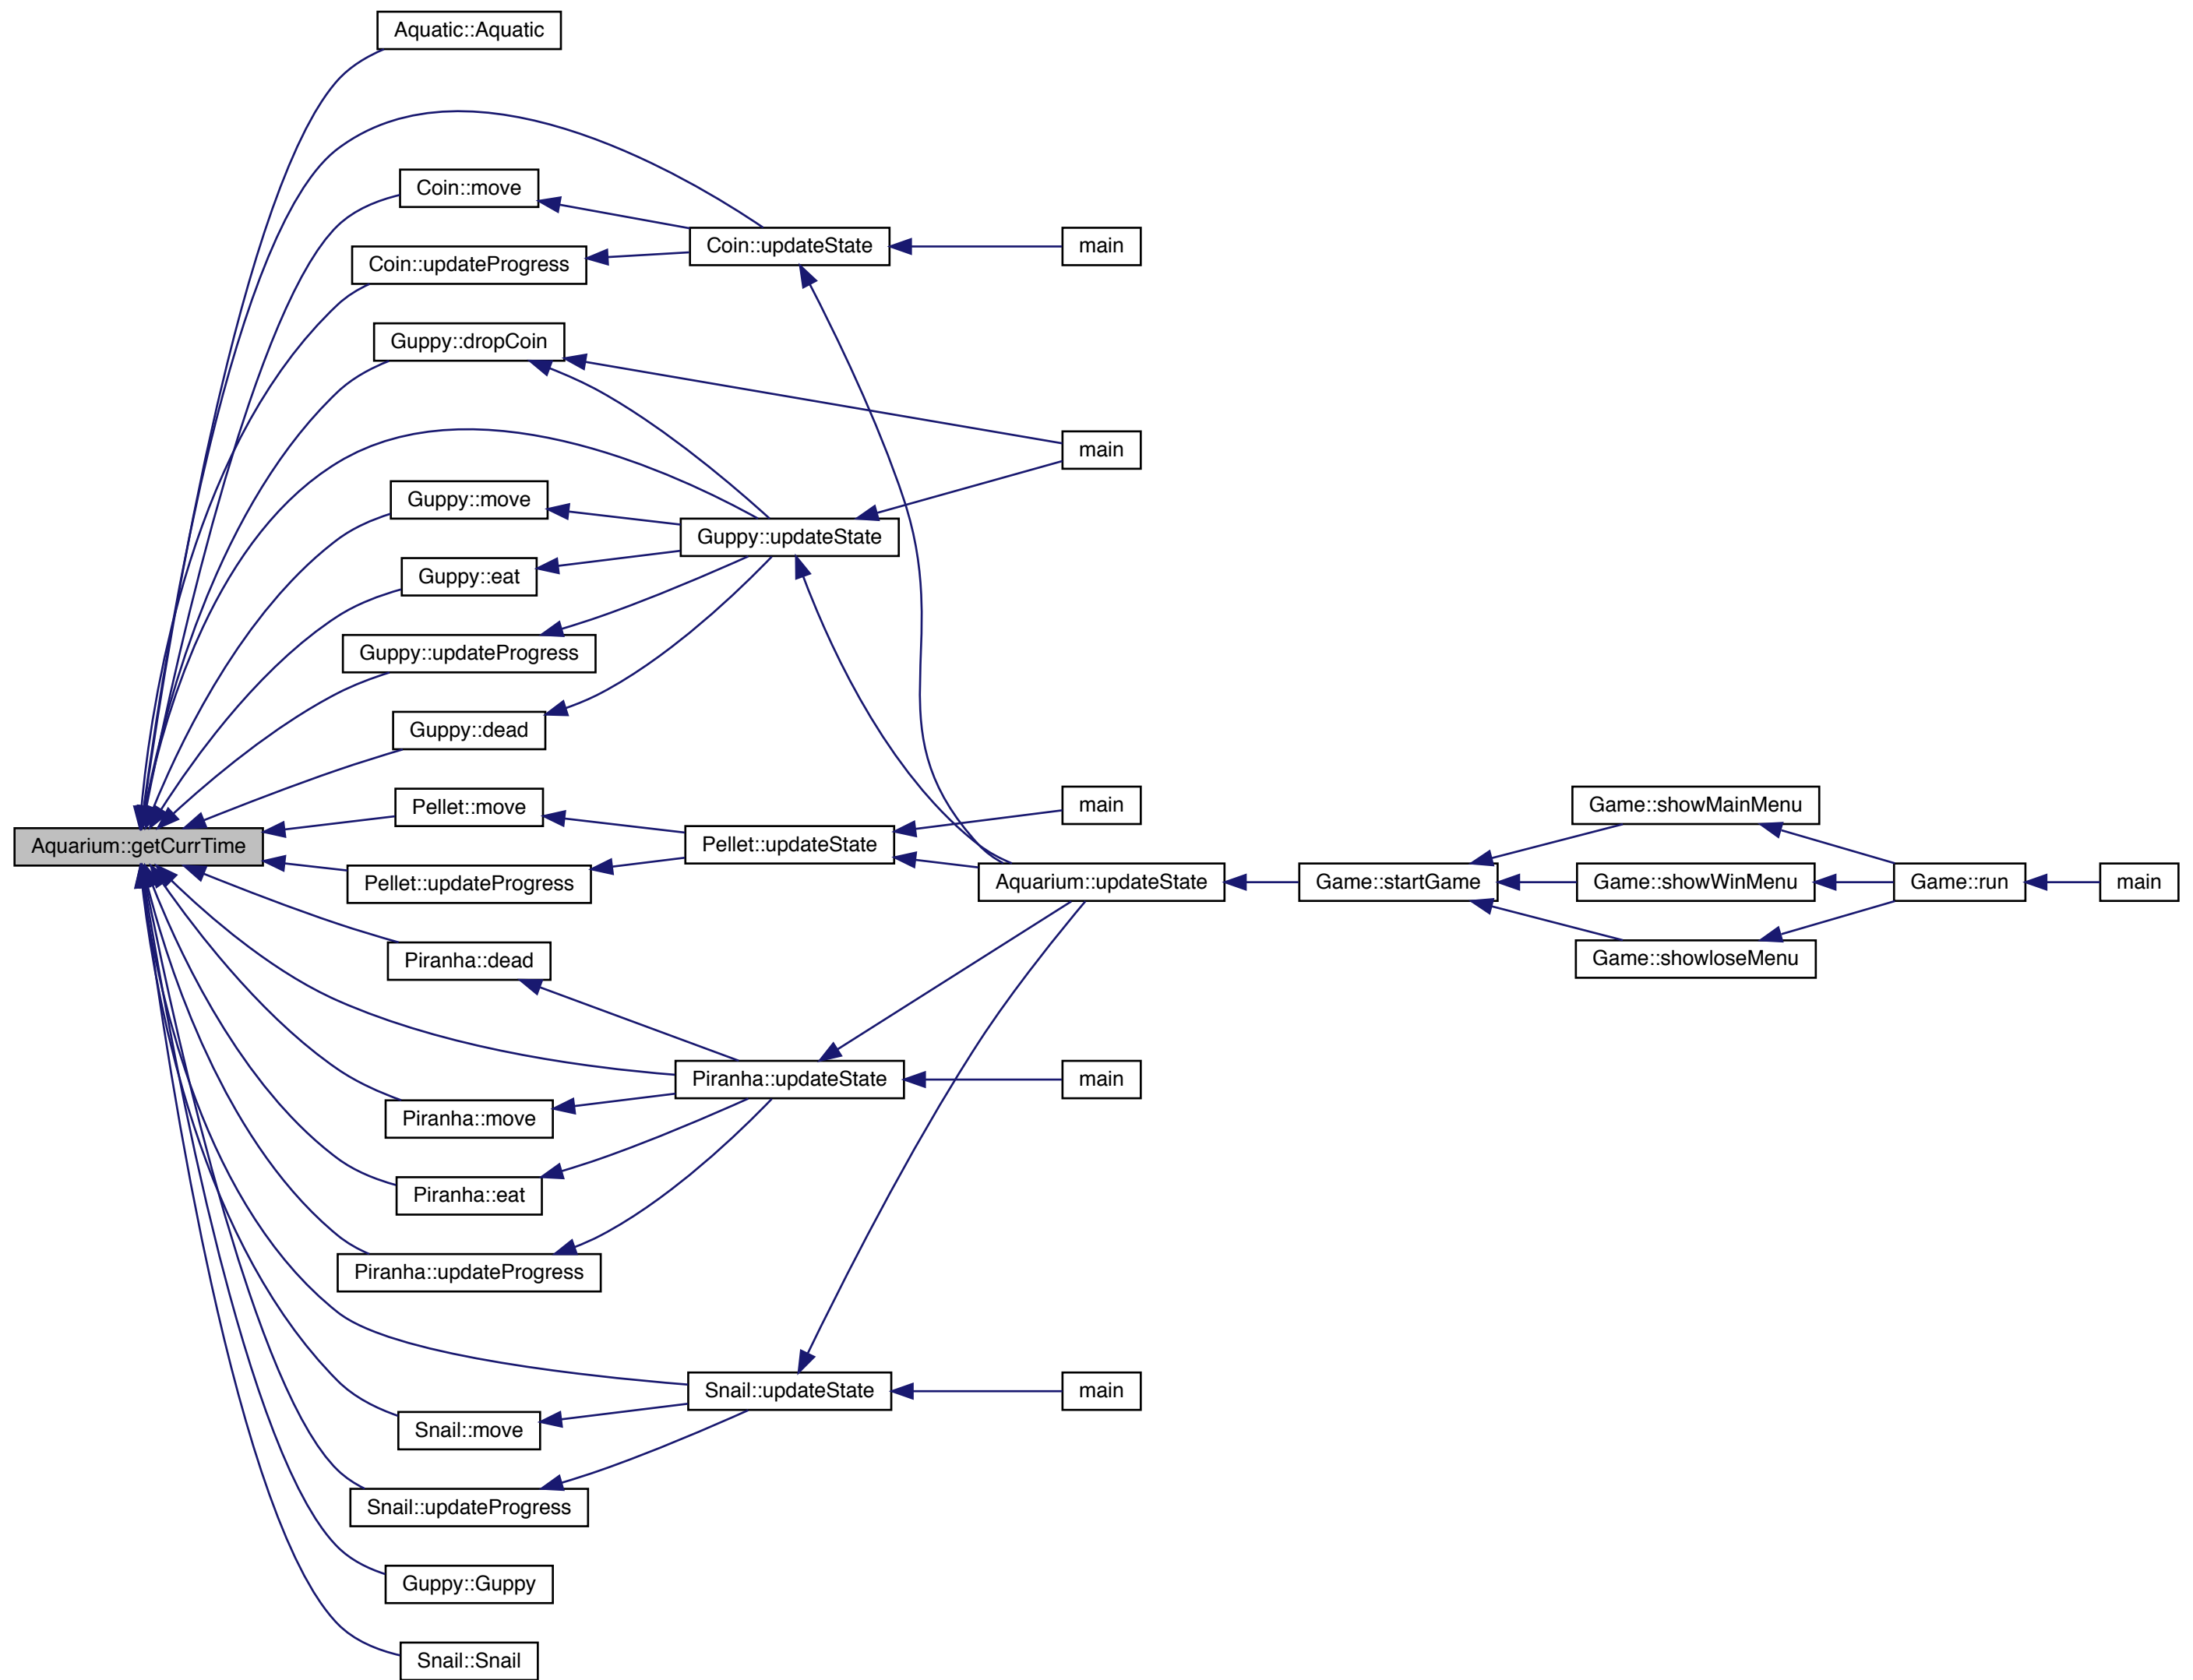 Aquatic::Aquatic
Coin::move
Coin::updateState
main
Coin::updateProgress
Guppy::dropCoin
main
Guppy::move
Guppy::updateState
Guppy::eat
Guppy::updateProgress
Guppy::dead
Pellet::move
main
Game::showMainMenu
Aquarium::getCurrTime
Pellet::updateState
Pellet::updateProgress
Aquarium::updateState
Game::startGame
Game::showWinMenu
Game::run
main
Piranha::dead
Game::showloseMenu
Piranha::updateState
main
Piranha::move
Piranha::eat
Piranha::updateProgress
Snail::updateState
main
Snail::move
Snail::updateProgress
Guppy::Guppy
Snail::Snail